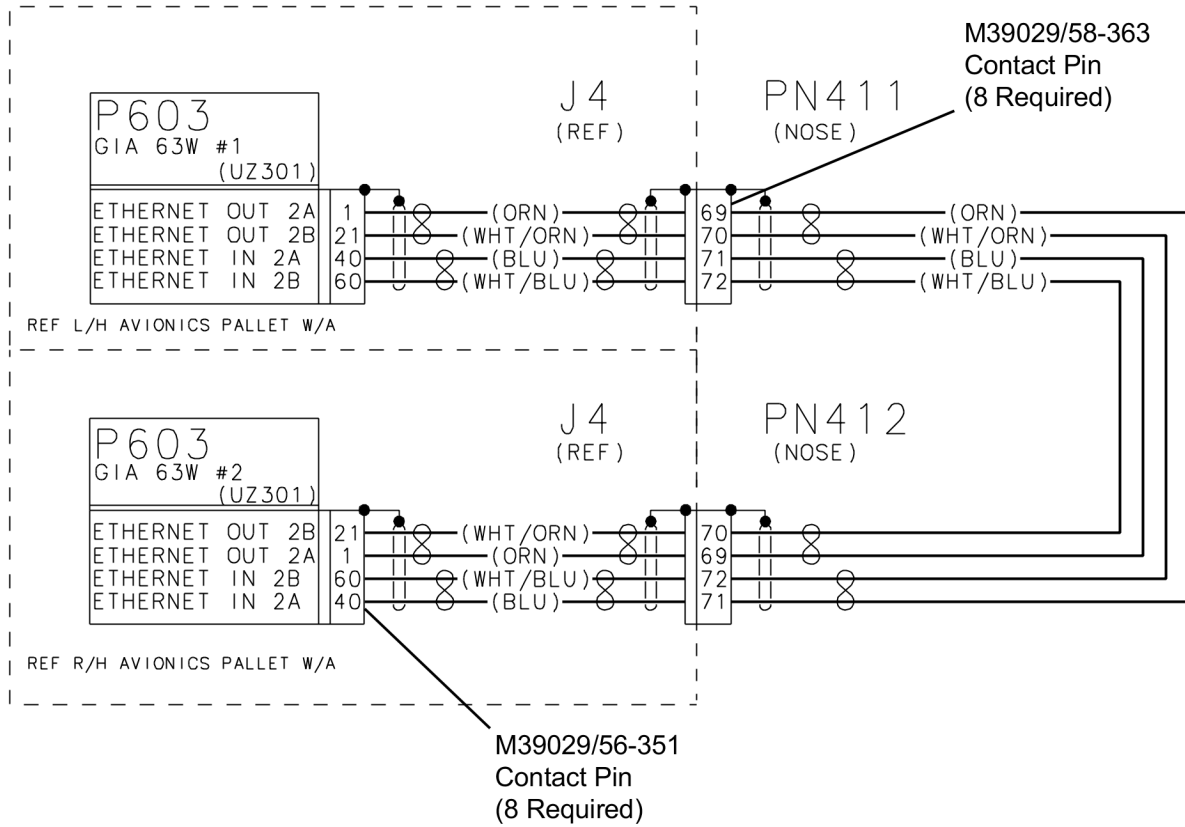 M39029/58-363
Contact Pin
(8 Required)
J4
(REF)
PN411
(NOSE)
P603
GIA 63W #1
(UZ301)
ETHERNET OUT 2A 1 (ORN) 69 (ORN)
ETHERNET OUT 2B 21 (WHT/ORN) 70 (WHT/ORN)
ETHERNET IN 2A 40 (BLU) 71 (BLU)
ETHERNET IN 2B 60 (WHT/BLU) 72 (WHT/BLU)
REF L/H AVIONICS PALLET W/A
J4
(REF)
PN412
(NOSE)
P603
GIA 63W #2
(UZ301)
ETHERNET OUT 2B 21 (WHT/ORN) 70
ETHERNET OUT 2A 1 (ORN) 69
ETHERNET IN 2B 60 (WHT/BLU) 72
ETHERNET IN 2A 40 (BLU) 71
REF R/H AVIONICS PALLET W/A
M39029/56-351
Contact Pin
(8 Required)